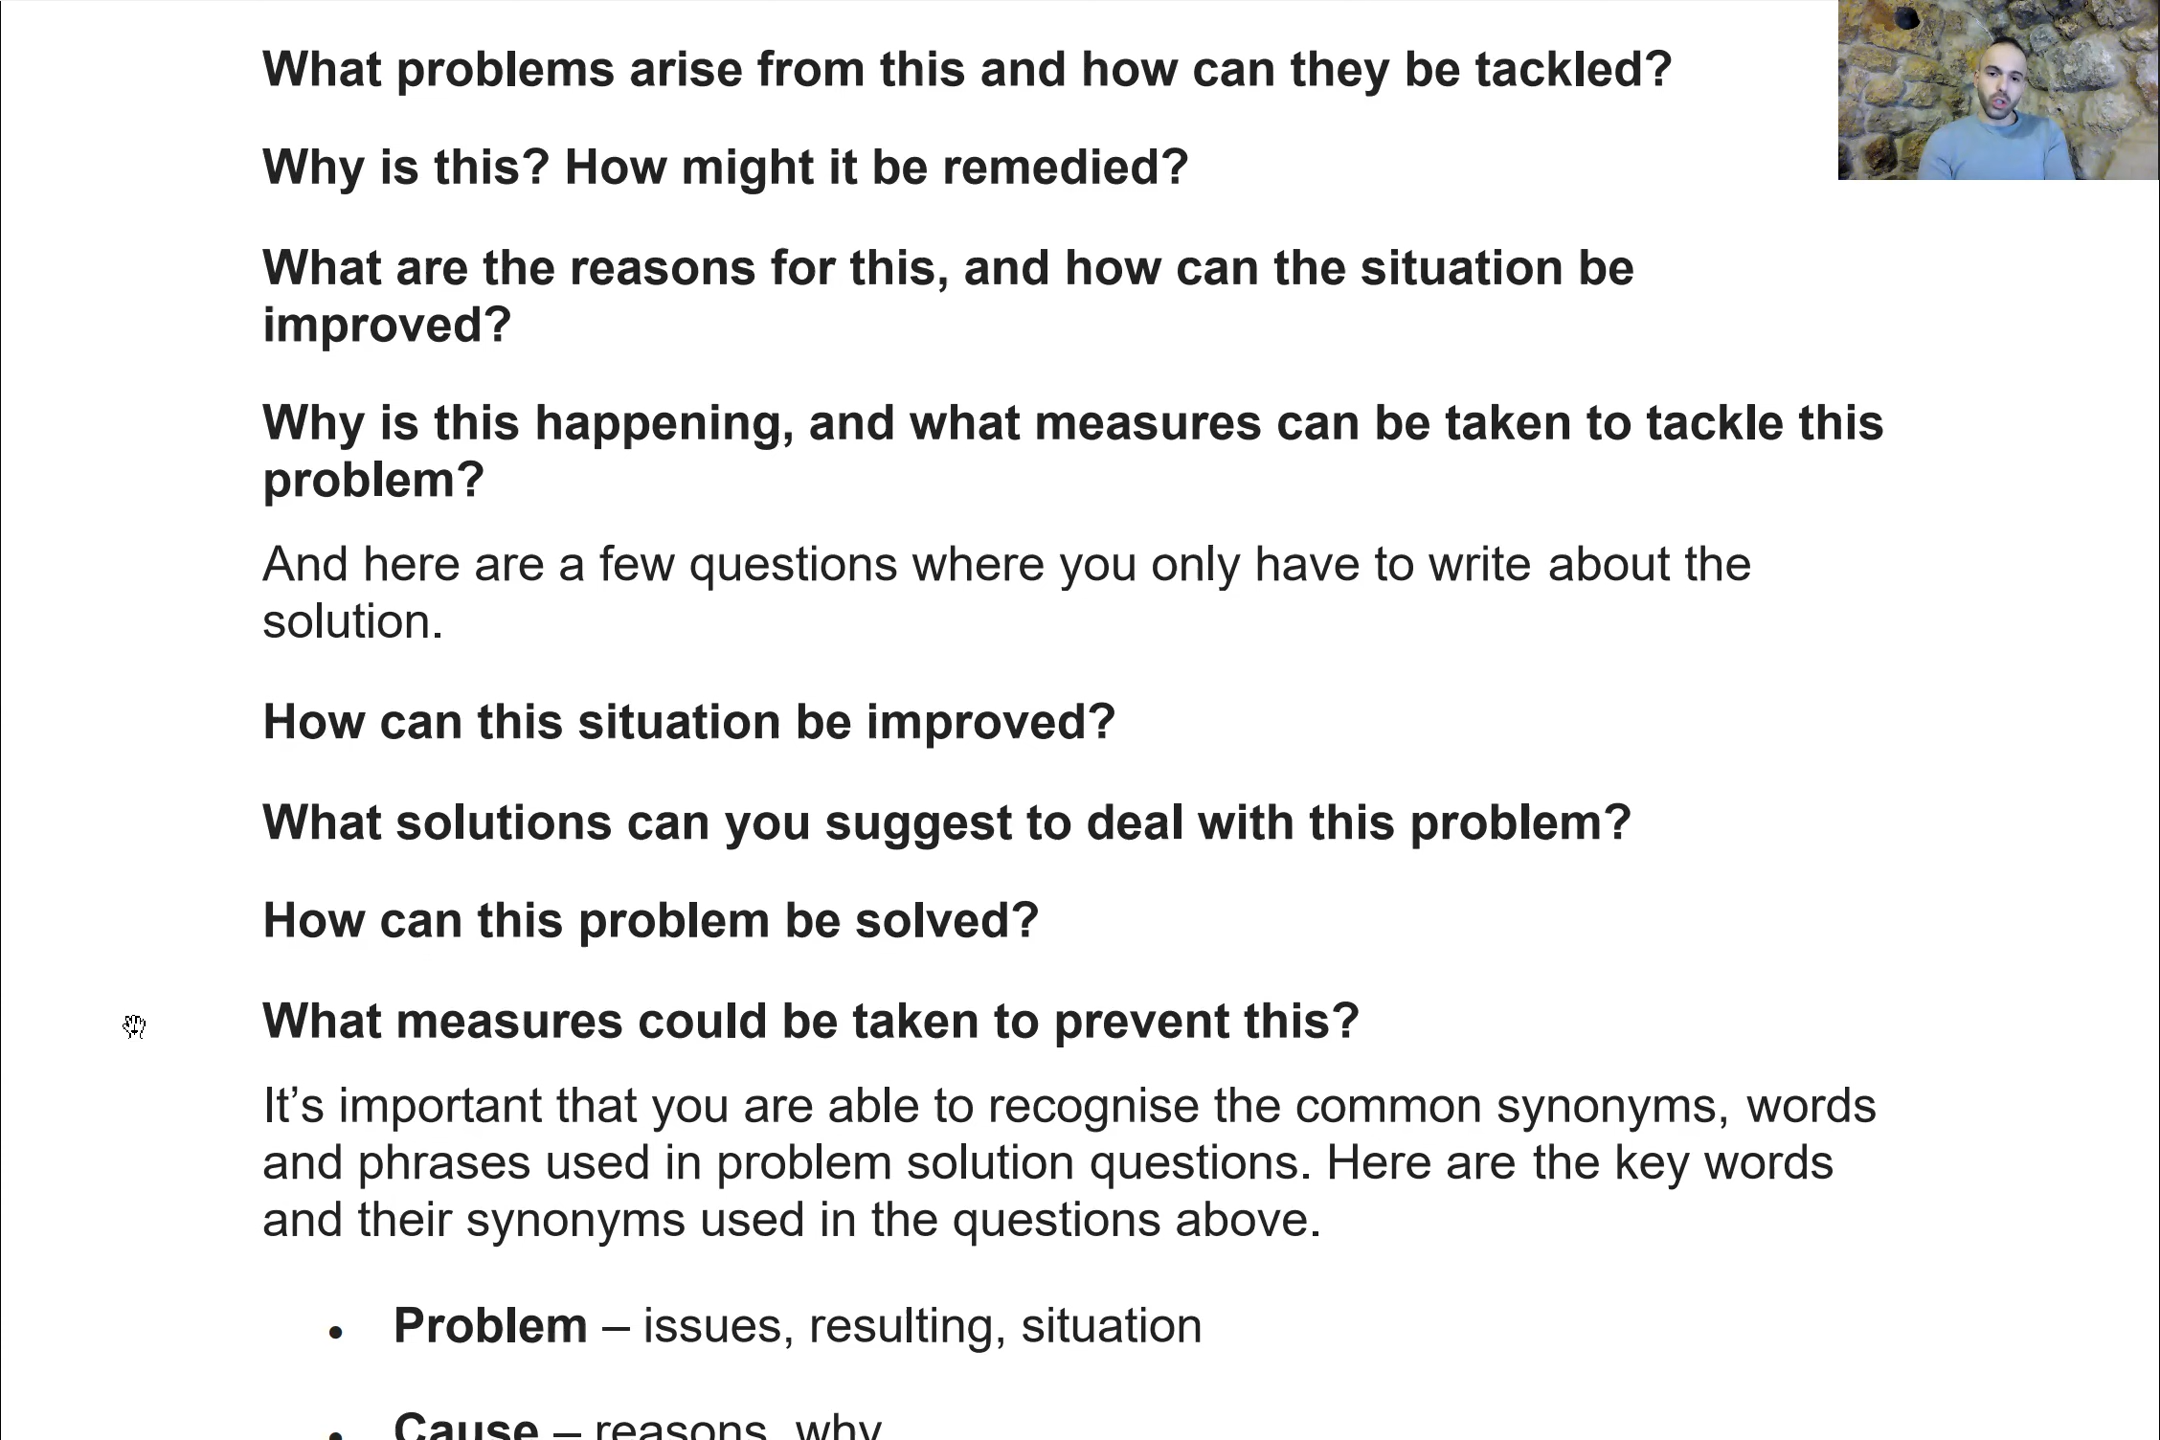 What problems arise from this and how can they be tackled?
Why is this? How might it be remedied?
What are the reasons for this, and how can the situation be
improved?
Why is this happening, and what measures can be taken to tackle this
problem?
And here are a few questions where you only have to write about the
solution.
How can this situation be improved?
What solutions can you suggest to deal with this problem?
How can this problem be solved?
What measures could be taken to prevent this?
It’s important that you are able to recognise the common synonyms, words
and phrases used in problem solution questions. Here are the key words
and their synonyms used in the questions above.
• Problem – issues, resulting, situation
• Cause – reasons, why